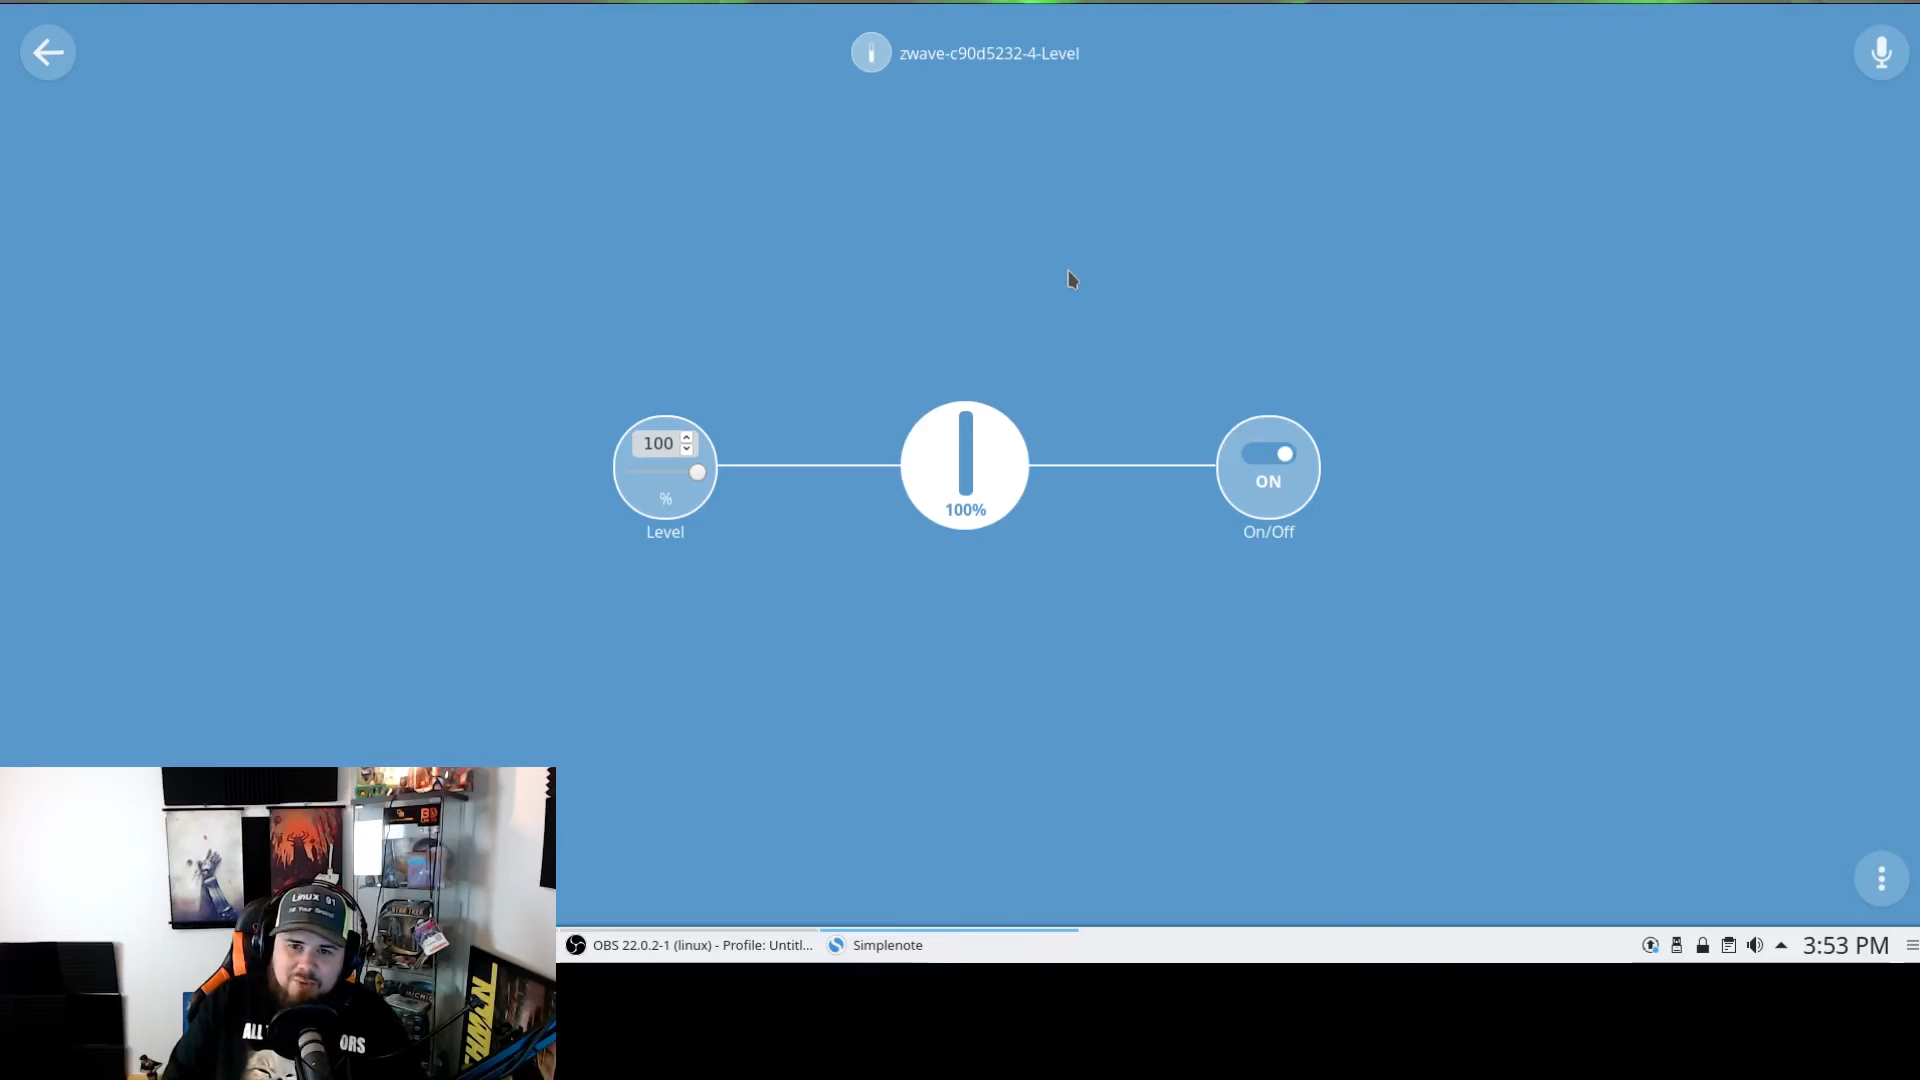 zwave-c90d5232-4-Level
100
%
Level
100%
ON
On/Off
Linux
ALL
ORS
OBS 22.0.2-1 (linux) - Profile: Untitl...
Simplenote
3:53 PM